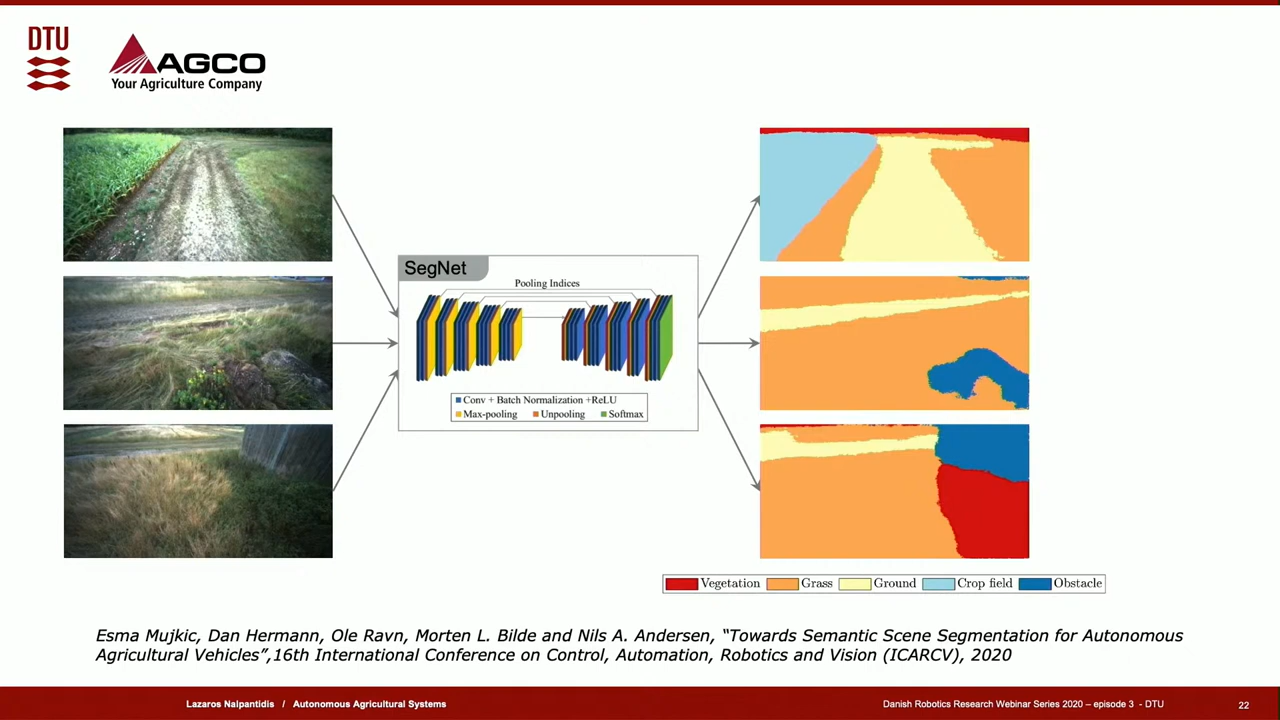 DTU
AGCO
Your Agriculture Company
SegNet
Pooling Indices
Conv + Batch Normalization +ReLU
Max-pooling Unpooling Softmax
Vegetation Grass Ground Crop field Obstacle
Esma Mujkic, Dan Hermann, Ole Ravn, Morten L. Bilde and Nils A. Andersen, “Towards Semantic Scene Segmentation for Autonomous
Agricultural Vehicles”,16th International Conference on Control, Automation, Robotics and Vision (ICARCV), 2020
Lazaros Nalpantidis / Autonomous Agricultural Systems Danish Robotics Research Webinar Series 2020 – episode 3 - DTU 22